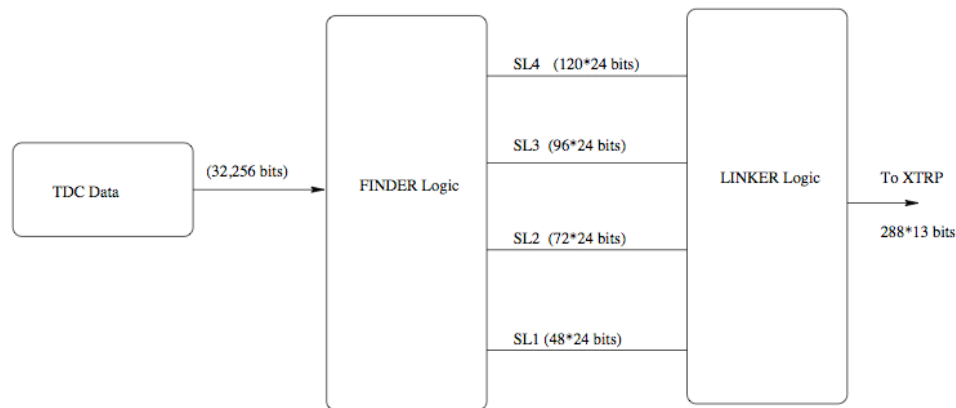 TDC Data
(32,256 bits)
FINDER Logic
SL4 (120*24 bits)
SL3 (96*24 bits)
SL2 (72*24 bits)
SL1 (48*24 bits)
LINKER Logic
To XTRP
288*13 bits